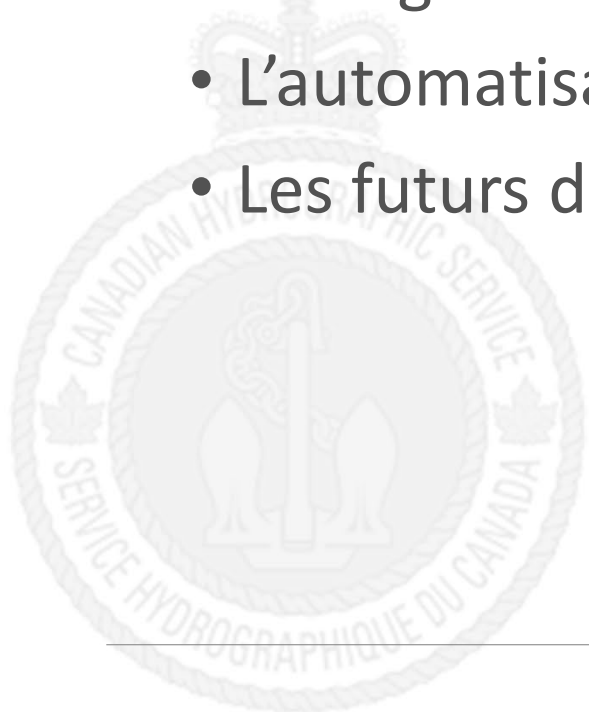 • L'automatisa
• Les futurs d
CANADIAN HYDROGRAPHIC SERVICE
SERVICE HYDROGRAPHIQUE DU CANADA